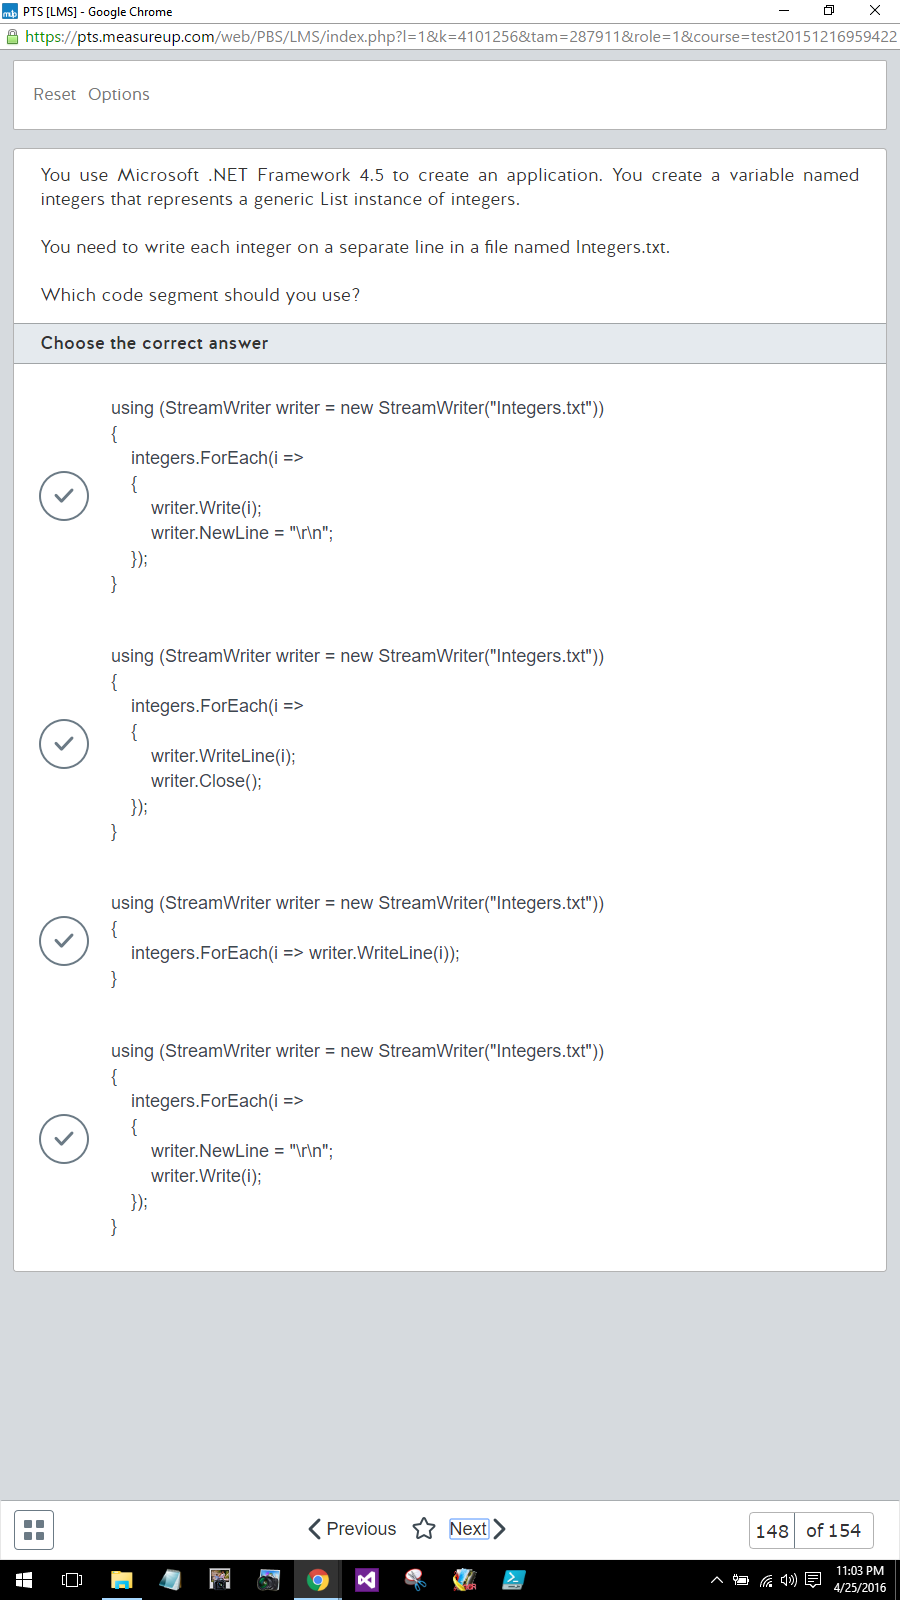 PTS [LMS] - Google Chrome
https://pts.measureup.com/web/PBS/LMS/index.php?l=1&k=4101256&tam=287911&role=1&course=test20151216959422
Reset Options
You use Microsoft .NET Framework 4.5 to create an application. You create a variable named
integers that represents a generic List instance of integers.
You need to write each integer on a separate line in a file named Integers.txt.
Which code segment should you use?
Choose the correct answer
using (StreamWriter writer = new StreamWriter("Integers.txt"))
{
integers.ForEach(i =>
{
writer.Write(i);
writer.NewLine = "\r\n";
});
}
using (StreamWriter writer = new StreamWriter("Integers.txt"))
{
integers.ForEach(i =>
{
writer.WriteLine(i);
writer.Close();
});
}
using (StreamWriter writer = new StreamWriter("Integers.txt"))
{
integers.ForEach(i => writer.WriteLine(i));
}
using (StreamWriter writer = new StreamWriter("Integers.txt"))
{
integers.ForEach(i =>
{
writer.NewLine = "\r\n";
writer.Write(i);
});
}
Previous Next 148 of 154
11:03 PM
4/25/2016